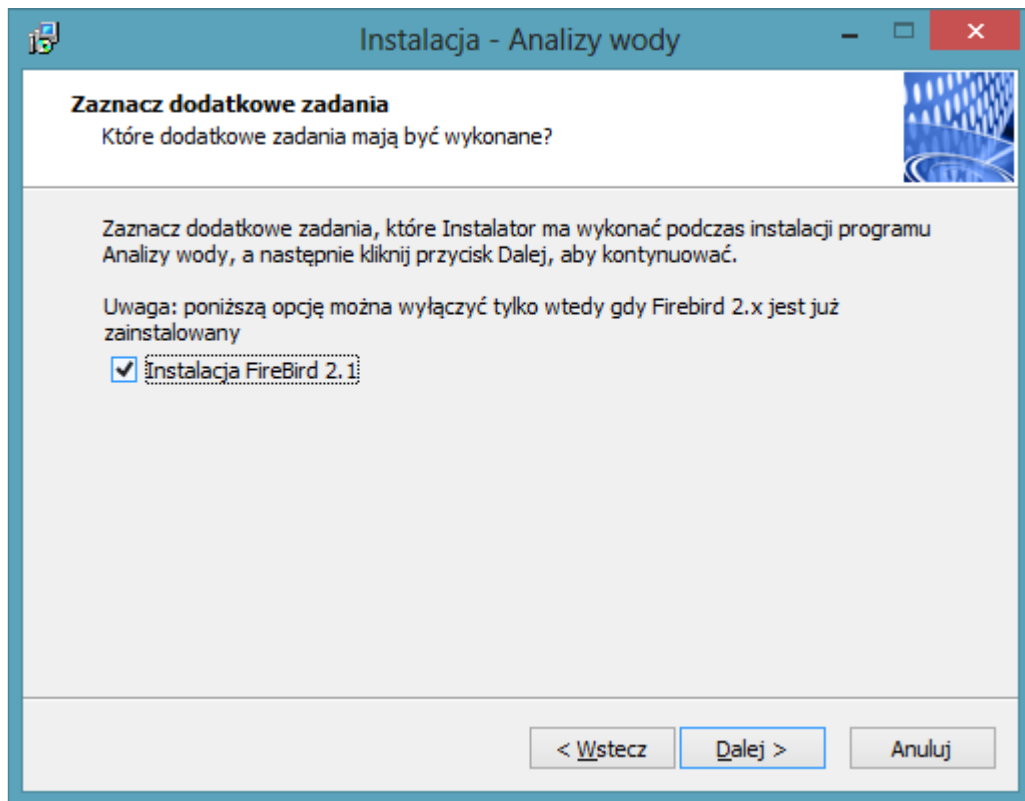 Instalacja - Analizy wody
Zaznacz dodatkowe zadania
Które dodatkowe zadania mają być wykonane?
Zaznacz dodatkowe zadania, które Instalator ma wykonać podczas instalacji programu
Analizy wody, a następnie kliknij przycisk Dalej, aby kontynuować.
Uwaga: poniższą opcję można wyłączyć tylko wtedy gdy Firebird 2.x jest już
zainstalowany
Instalacja FireBird 2.1
< Wstecz
Dalej >
Anuluj